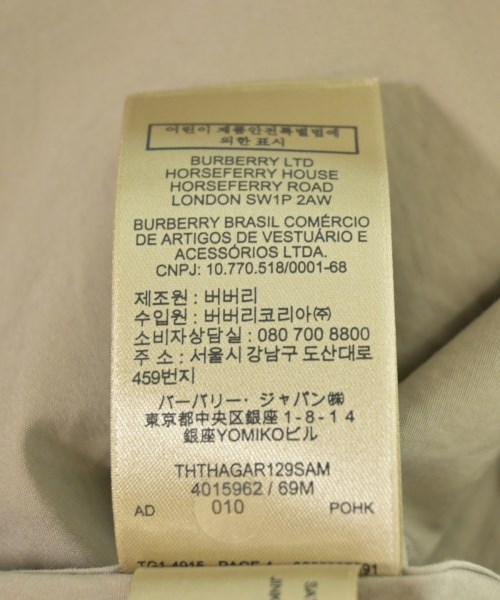 어린이 제품안전특별법에
의한 표시
BURBERRY LTD
HORSEFERRY HOUSE
HORSEFERRY ROAD
LONDON SW1P 2AW
BURBERRY BRASIL COMÉRCIO
DE ARTIGOS DE VESTUÁRIO E
ACESSÓRIOS LTDA.
CNPJ: 10.770.518/0001-68
제조원 : 버버리
수입원 : 버버리코리아㈜
소비자상담실 : 080 700 8800
주 소 : 서울시 강남구 도산대로
459번지
バーバリー・ジャパン㈱
東京都中央区銀座1-8-14
銀座YOMIKOビル
THTHAGAR129SAM
4015962 / 69M
AD 010 POHK